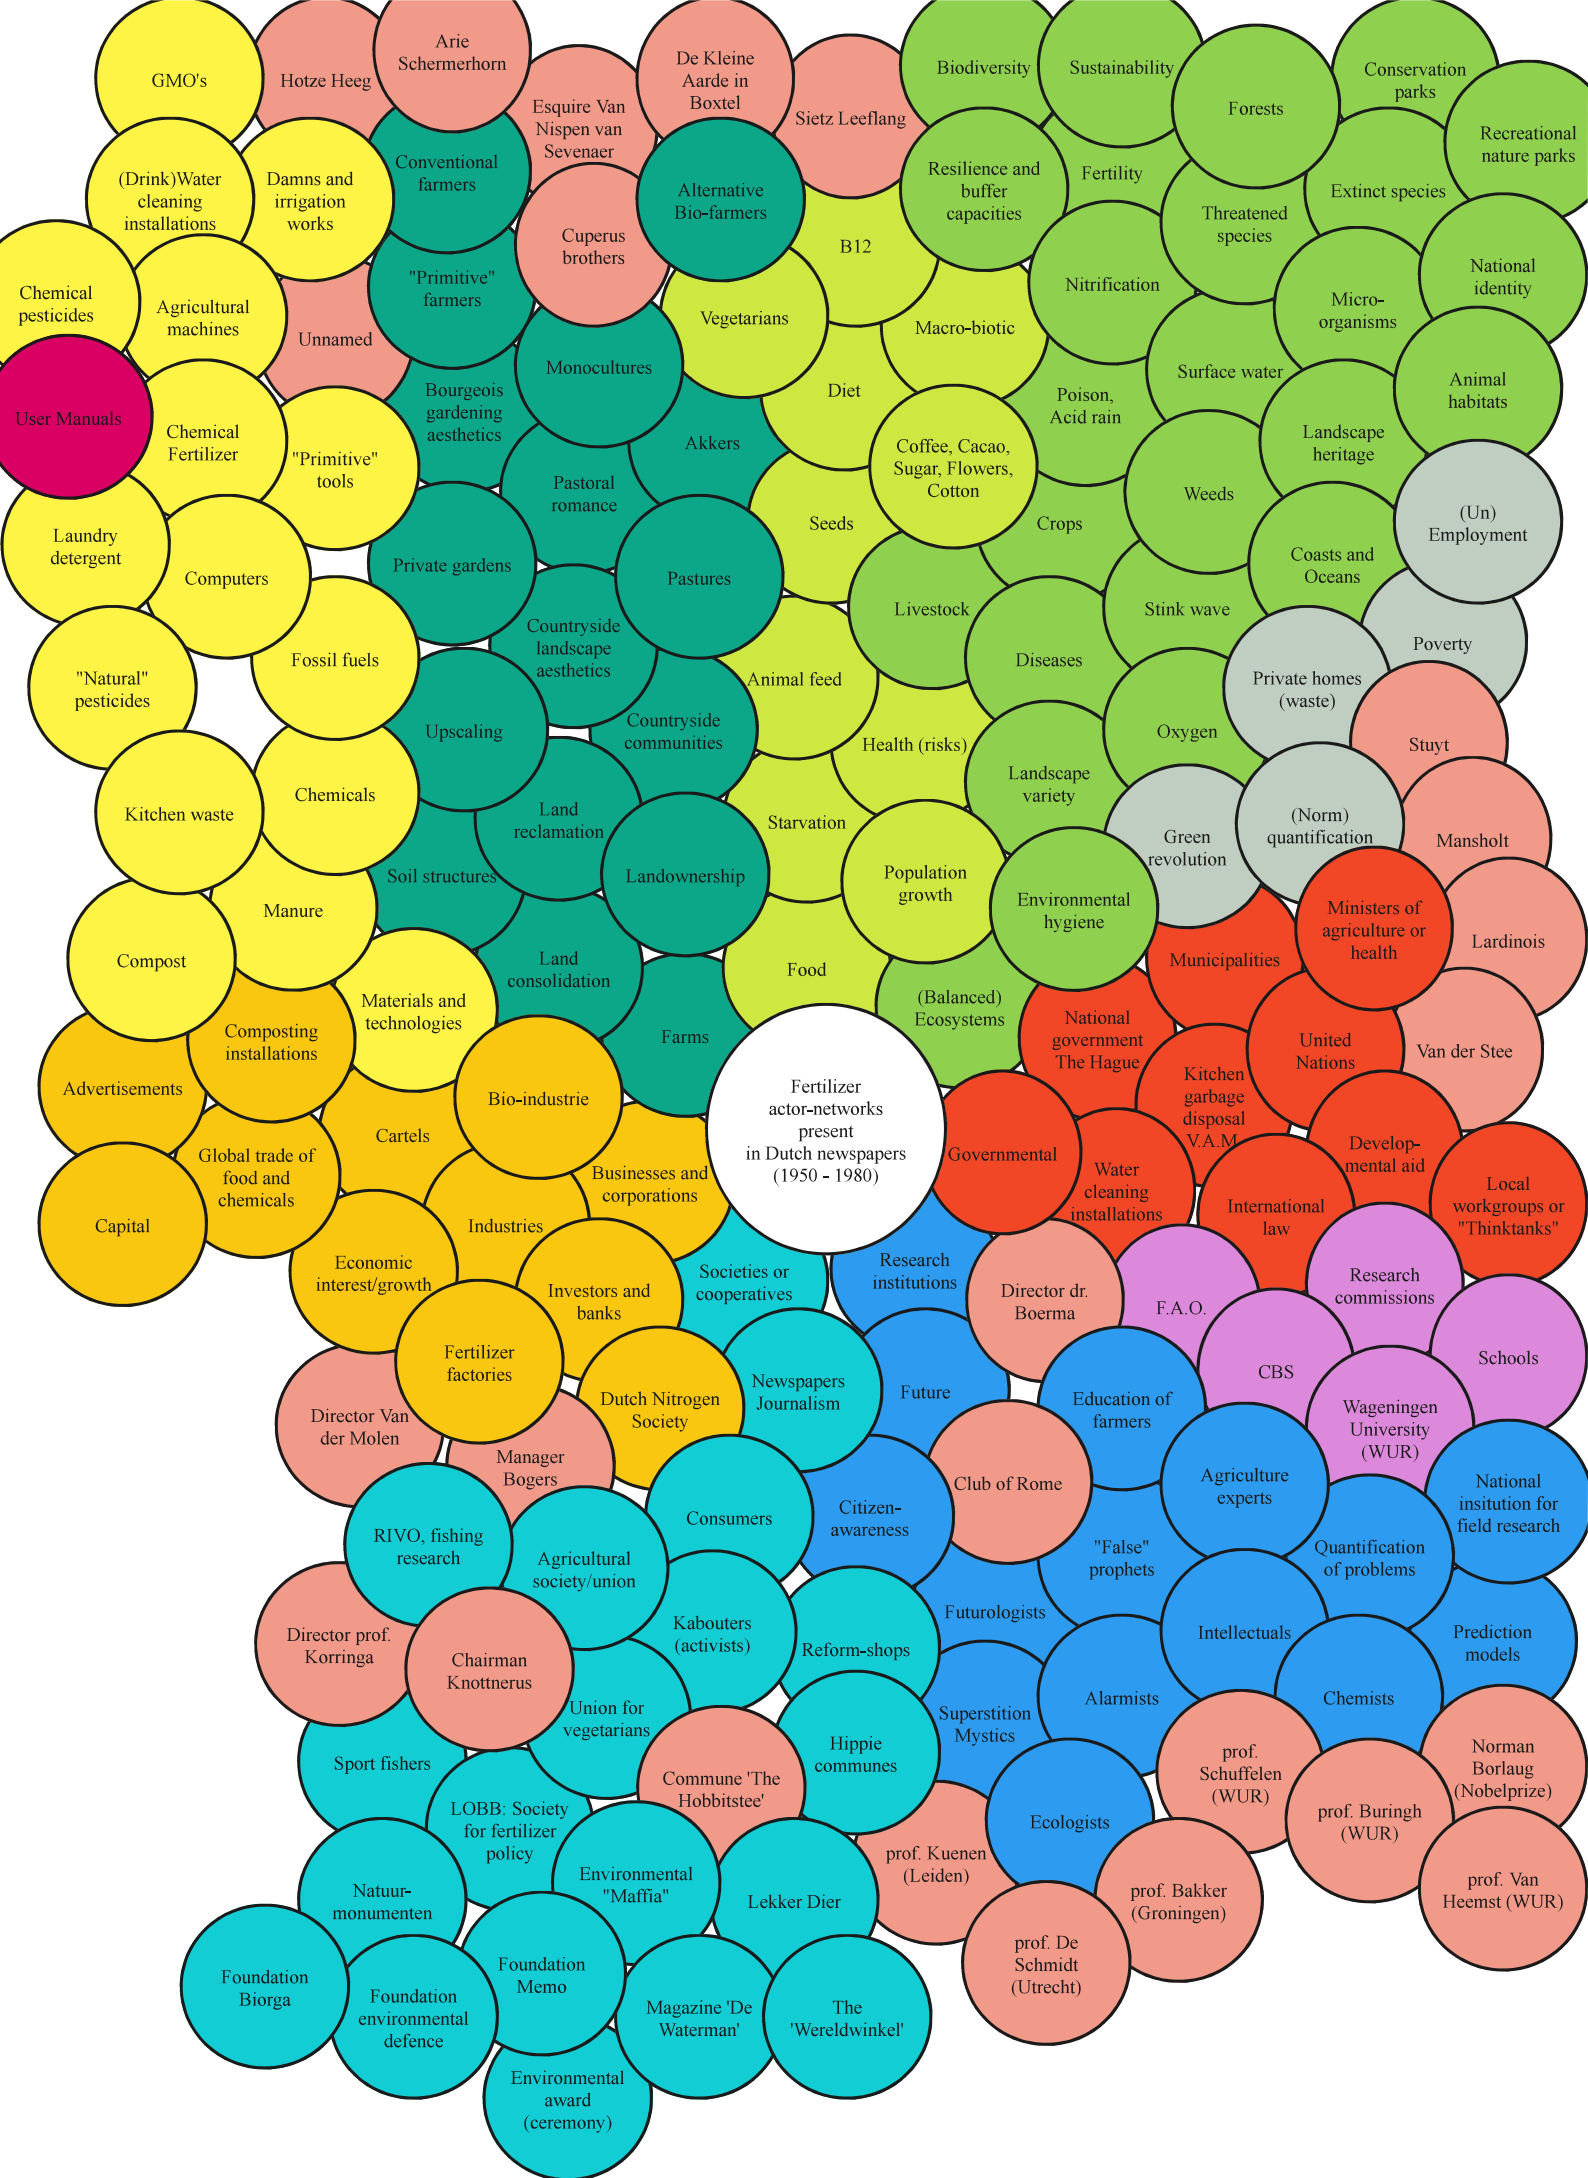 GMO's
Hotze Heeg
Arie
Schermerhorn
Esquire Van
Nispen van
Sevenaer
De Kleine
Aarde in
Boxtel
Sietz Leeflang
Biodiversity
Sustainability
Forests
Conservation
parks
Recreational
nature parks
(Drink)Water
cleaning
installations
Damns and
irrigation
works
Conventional
farmers
Cuperus
brothers
Alternative
Bio-farmers
B12
Resilience and
buffer
capacities
Fertility
Threatened
species
Extinct species
National
identity
Chemical
pesticides
Agricultural
machines
Unnamed
"Primitive"
farmers
Monocultures
Vegetarians
Macro-biotic
Nitrification
Micro-
organisms
Surface water
Animal
habitats
User Manuals
Chemical
Fertilizer
"Primitive"
tools
Bourgeois
gardening
aesthetics
Akkers
Diet
Coffee, Cacao,
Sugar, Flowers,
Cotton
Poison,
Acid rain
Landscape
heritage
Weeds
(Un)
Employment
Laundry
detergent
Computers
Pastoral
romance
Private gardens
Pastures
Seeds
Crops
Coasts and
Oceans
Livestock
Stink wave
Poverty
"Natural"
pesticides
Fossil fuels
Countryside
landscape
aesthetics
Animal feed
Diseases
Private homes
(waste)
Upscaling
Countryside
communities
Health (risks)
Oxygen
Stuyt
Kitchen waste
Chemicals
Land
reclamation
Starvation
Landscape
variety
Green
revolution
(Norm)
quantification
Mansholt
Soil structures
Landownership
Population
growth
Environmental
hygiene
Ministers of
agriculture or
health
Lardinois
Compost
Manure
Land
consolidation
Food
Municipalities
Materials and
technologies
Farms
(Balanced)
Ecosystems
National
government
The Hague
United
Nations
Van der Stee
Advertisements
Composting
installations
Bio-industrie
Fertilizer
actor-networks
present
in Dutch newspapers
(1950 - 1980)
Kitchen
garbage
disposal
V.A.M.
Cartels
Governmental
Develop-
mental aid
Capital
Global trade of
food and
chemicals
Businesses and
corporations
Water
cleaning
installations
International
law
Local
workgroups or
"Thinktanks"
Industries
Economic
interest/growth
Investors and
banks
Societies or
cooperatives
Research
institutions
Director dr.
Boerma
F.A.O.
Research
commissions
Fertilizer
factories
Dutch Nitrogen
Society
Newspapers
Journalism
Future
Education of
farmers
CBS
Schools
Director Van
der Molen
Manager
Bogers
Wageningen
University
(WUR)
Club of Rome
Agriculture
experts
National
insitution for
field research
RIVO, fishing
research
Consumers
Citizen-
awareness
Agricultural
society/union
"False"
prophets
Quantification
of problems
Director prof.
Korringa
Chairman
Knottnerus
Kabouters
(activists)
Reform-shops
Futurologists
Intellectuals
Prediction
models
Union for
vegetarians
Superstition
Mystics
Alarmists
Chemists
Sport fishers
Commune 'The
Hobbitstee'
Hippie
communes
prof.
Schuffelen
(WUR)
Norman
Borlaug
(Nobelprize)
LOBB: Society
for fertilizer
policy
Ecologists
prof. Buringh
(WUR)
Natuur-
monumenten
Environmental
"Maffia"
Lekker Dier
prof. Kuenen
(Leiden)
prof. Bakker
(Groningen)
prof. Van
Heemst (WUR)
Foundation
Biorga
Foundation
environmental
defence
Foundation
Memo
Magazine 'De
Waterman'
The
'Wereldwinkel'
prof. De
Schmidt
(Utrecht)
Environmental
award
(ceremony)